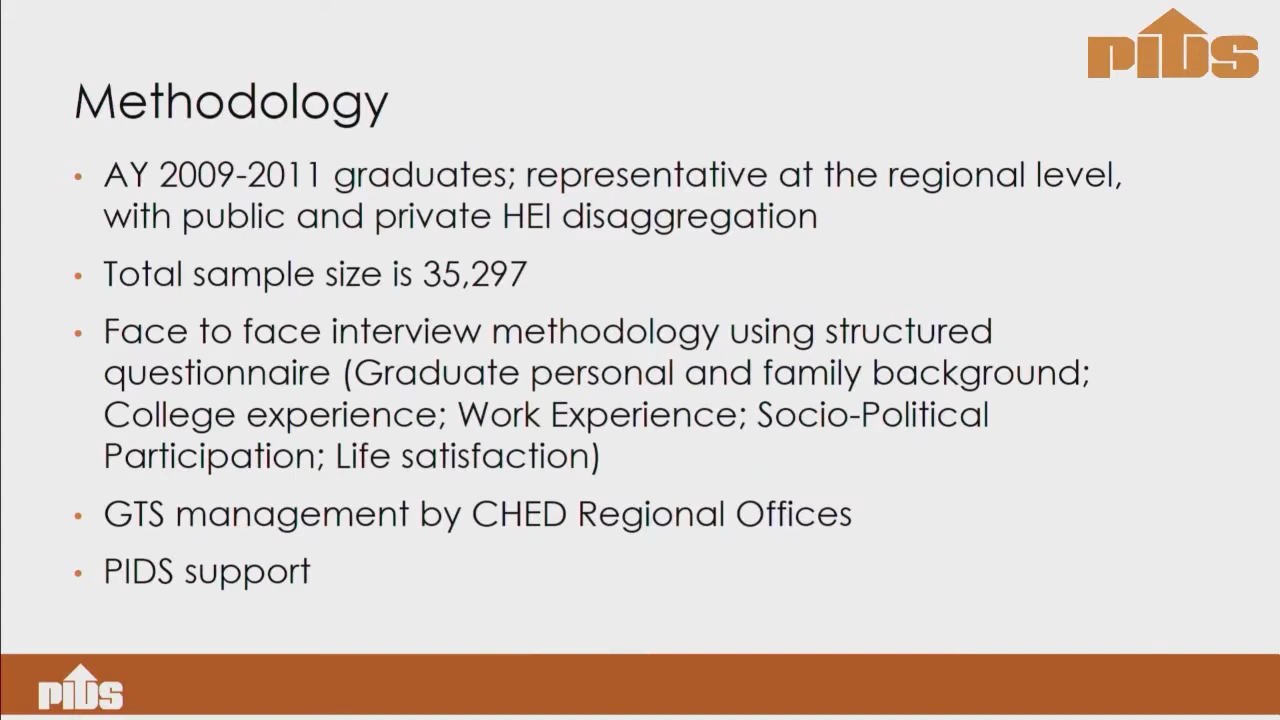 PIDS
Methodology
• AY 2009-2011 graduates; representative at the regional level,
with public and private HEI disaggregation
• Total sample size is 35,297
• Face to face interview methodology using structured
questionnaire (Graduate personal and family background;
College experience; Work Experience; Socio-Political
Participation; Life satisfaction)
• GTS management by CHED Regional Offices
• PIDS support
PIDS